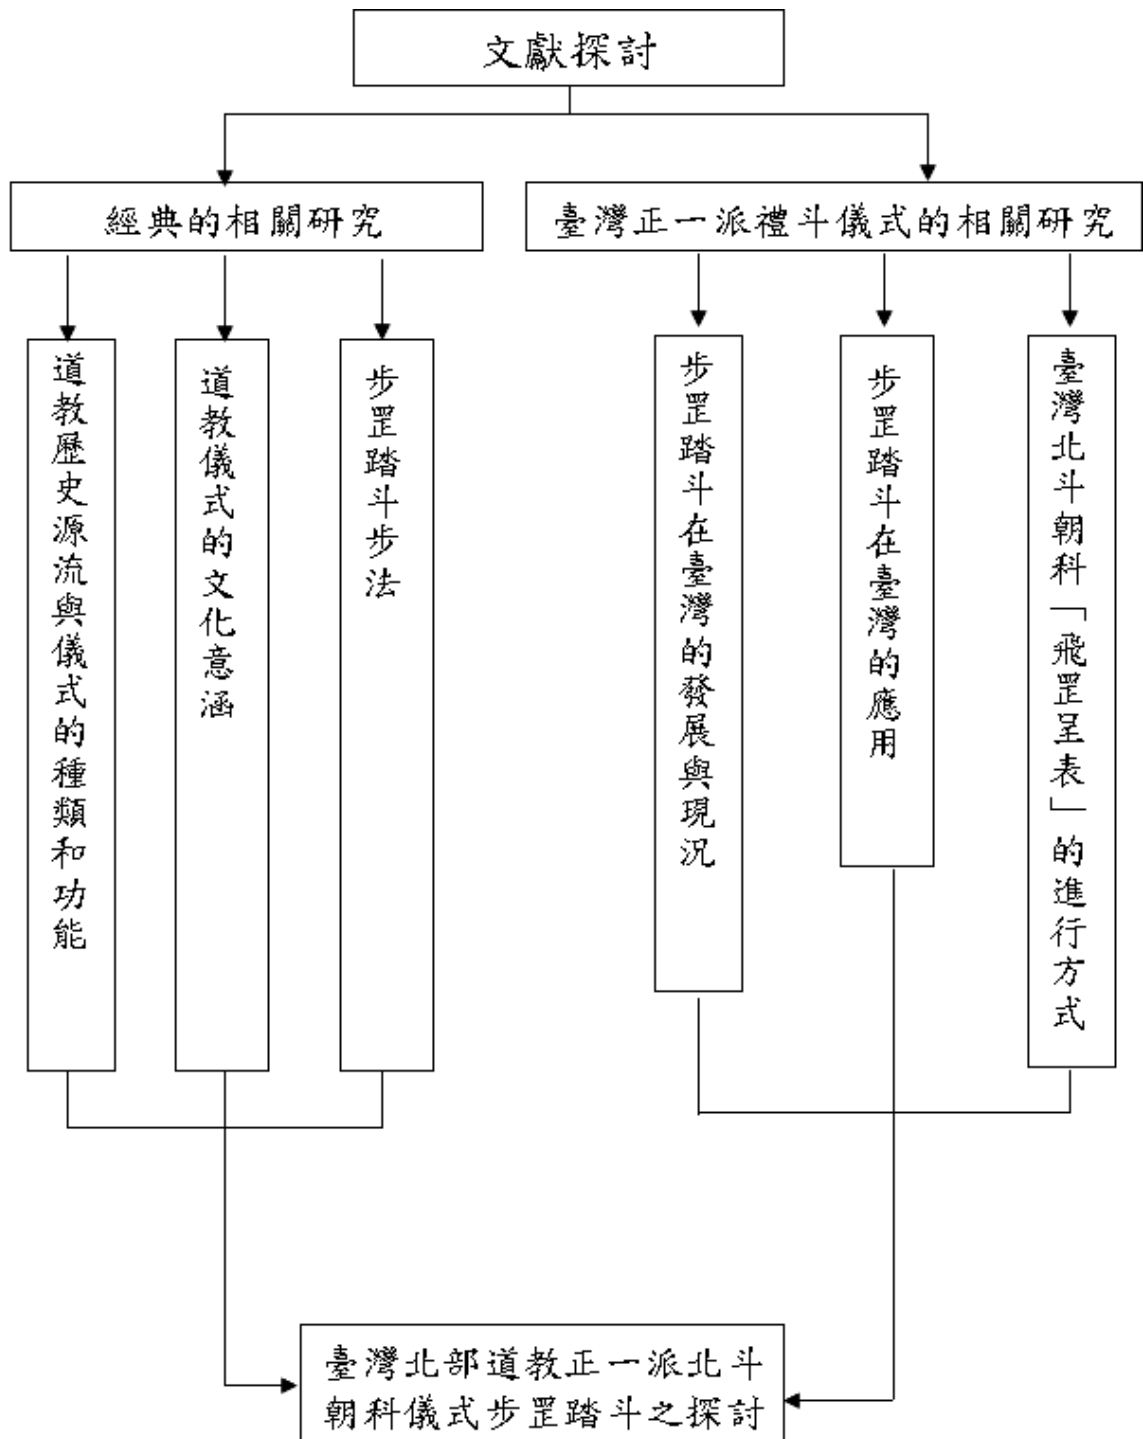 文獻探討
經典的相關研究
臺灣正一派禮斗儀式的相關研究
道教歷史源流與儀式的種類和功能
道教儀式的文化意涵
步罡踏斗步法
步罡踏斗在臺灣的發展與現況
步罡踏斗在臺灣的應用
臺灣北斗朝科「飛罡呈表」的進行方式
臺灣北部道教正一派北斗
朝科儀式步罡踏斗之探討